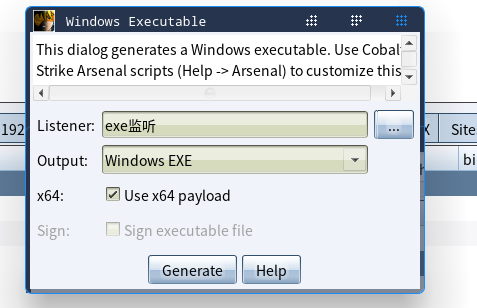 Windows Executable
This dialog generates a Windows executable. Use Cobal
Strike Arsenal scripts (Help -> Arsenal) to customize this
192
Listener:
exe监听
...
X
Sites
Output:
Windows EXE
bi
x64:
Use x64 payload
Sign:
Sign executable file
Generate
Help